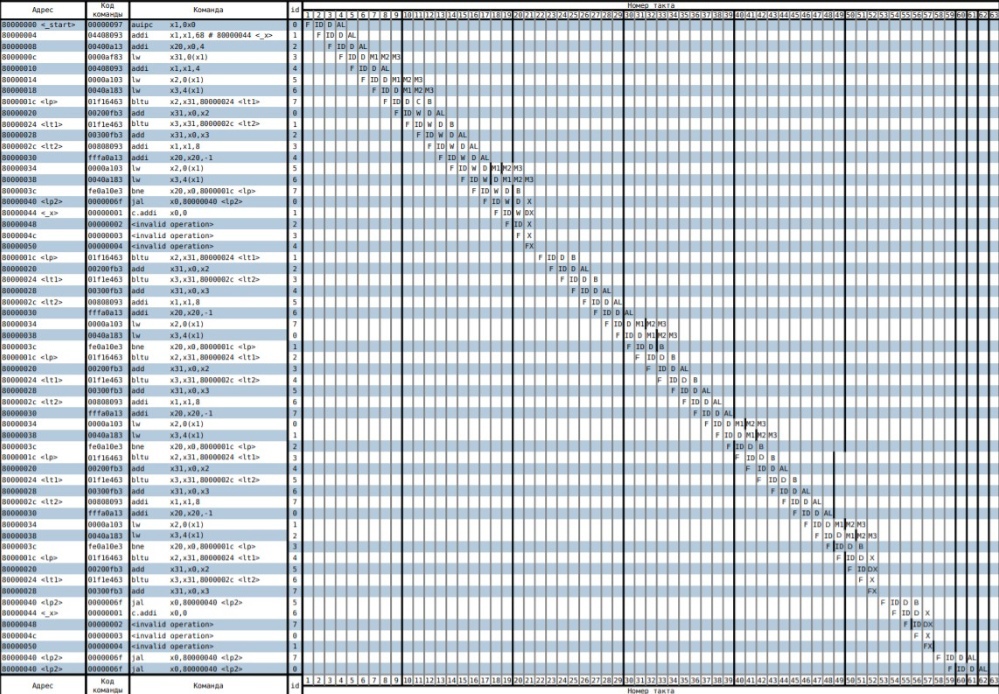 Номер такта
Адрес Код команды Команда id 1 2 3 4 5 6 7 8 9 10 11 12 13 14 15 16 17 18 19 20 21 22 23 24 25 26 27 28 29 30 31 32 33 34 35 36 37 38 39 40 41 42 43 44 45 46 47 48 49 50 51 52 53 54 55 56 57 58 59 60 61 62 63
80000000 <_start> 00000097 auipc x1,0x0 0 F ID D AL
80000004 04408093 addi x1,x1,68 # 80000044 <_x> 1 F ID D AL
80000008 00400a13 addi x20,x0,4 2 F ID D AL
8000000c 0000af83 lw x31,0(x1) 3 F ID D M1 M2 M3
80000010 00408093 addi x1,x1,4 4 F ID D AL
80000014 0000a103 lw x2,0(x1) 5 F ID D M1 M2 M3
80000018 0040a183 lw x3,4(x1) 6 F ID D M1 M2 M3
8000001c <lp> 01f16463 bltu x2,x31,80000024 <lt1> 7 F ID D C B
80000020 00200fb3 add x31,x0,x2 0 F ID W D AL
80000024 <lt1> 01f1e463 bltu x3,x31,8000002c <lt2> 1 F ID W D B
80000028 00300fb3 add x31,x0,x3 2 F ID W D AL
8000002c <lt2> 00808093 addi x1,x1,8 3 F ID W D AL
80000030 fffa0a13 addi x20,x20,-1 4 F ID W D AL
80000034 0000a103 lw x2,0(x1) 5 F ID W D M1 M2 M3
80000038 0040a183 lw x3,4(x1) 6 F ID W D M1 M2 M3
8000003c fe0a10e3 bne x20,x0,8000001c <lp> 7 F ID W D B
80000040 <lp2> 0000006f jal x0,80000040 <lp2> 0 F ID W D X
80000044 <_x> 00000001 c.addi x0,0 1 F ID W DX
80000048 00000002 <invalid operation> 2 F ID X
8000004c 00000003 <invalid operation> 3 F X
80000050 00000004 <invalid operation> 4 FX
8000001c <lp> 01f16463 bltu x2,x31,80000024 <lt1> 1 F ID D B
80000020 00200fb3 add x31,x0,x2 2 F ID D AL
80000024 <lt1> 01f1e463 bltu x3,x31,8000002c <lt2> 3 F ID D B
80000028 00300fb3 add x31,x0,x3 4 F ID D AL
8000002c <lt2> 00808093 addi x1,x1,8 5 F ID D AL
80000030 fffa0a13 addi x20,x20,-1 6 F ID D AL
80000034 0000a103 lw x2,0(x1) 7 F ID D M1 M2 M3
80000038 0040a183 lw x3,4(x1) 0 F ID D M1 M2 M3
8000003c fe0a10e3 bne x20,x0,8000001c <lp> 1 F ID D B
8000001c <lp> 01f16463 bltu x2,x31,80000024 <lt1> 2 F ID D B
80000020 00200fb3 add x31,x0,x2 3 F ID D AL
80000024 <lt1> 01f1e463 bltu x3,x31,8000002c <lt2> 4 F ID D B
80000028 00300fb3 add x31,x0,x3 5 F ID D AL
8000002c <lt2> 00808093 addi x1,x1,8 6 F ID D AL
80000030 fffa0a13 addi x20,x20,-1 7 F ID D AL
80000034 0000a103 lw x2,0(x1) 0 F ID D M1 M2 M3
80000038 0040a183 lw x3,4(x1) 1 F ID D M1 M2 M3
8000003c fe0a10e3 bne x20,x0,8000001c <lp> 2 F ID D B
8000001c <lp> 01f16463 bltu x2,x31,80000024 <lt1> 3 F ID D B
80000020 00200fb3 add x31,x0,x2 4 F ID D AL
80000024 <lt1> 01f1e463 bltu x3,x31,8000002c <lt2> 5 F ID D B
80000028 00300fb3 add x31,x0,x3 6 F ID D AL
8000002c <lt2> 00808093 addi x1,x1,8 7 F ID D AL
80000030 fffa0a13 addi x20,x20,-1 0 F ID D AL
80000034 0000a103 lw x2,0(x1) 1 F ID D M1 M2 M3
80000038 0040a183 lw x3,4(x1) 2 F ID D M1 M2 M3
8000003c fe0a10e3 bne x20,x0,8000001c <lp> 3 F ID D B
8000001c <lp> 01f16463 bltu x2,x31,80000024 <lt1> 4 F ID D X
80000020 00200fb3 add x31,x0,x2 5 F ID DX
80000024 <lt1> 01f1e463 bltu x3,x31,8000002c <lt2> 6 F ID X
80000028 00300fb3 add x31,x0,x3 7 FX
80000040 <lp2> 0000006f jal x0,80000040 <lp2> 5 F ID D B
80000044 <_x> 00000001 c.addi x0,0 6 F ID D X
80000048 00000002 <invalid operation> 7 F ID DX
8000004c 00000003 <invalid operation> 0 F ID X
80000050 00000004 <invalid operation> 1 FX
80000040 <lp2> 0000006f jal x0,80000040 <lp2> 7 F ID D AL
80000040 <lp2> 0000006f jal x0,80000040 <lp2> 0 F ID D AL
Адрес Код команды Команда id 1 2 3 4 5 6 7 8 9 10 11 12 13 14 15 16 17 18 19 20 21 22 23 24 25 26 27 28 29 30 31 32 33 34 35 36 37 38 39 40 41 42 43 44 45 46 47 48 49 50 51 52 53 54 55 56 57 58 59 60 61 62 63
Номер такта